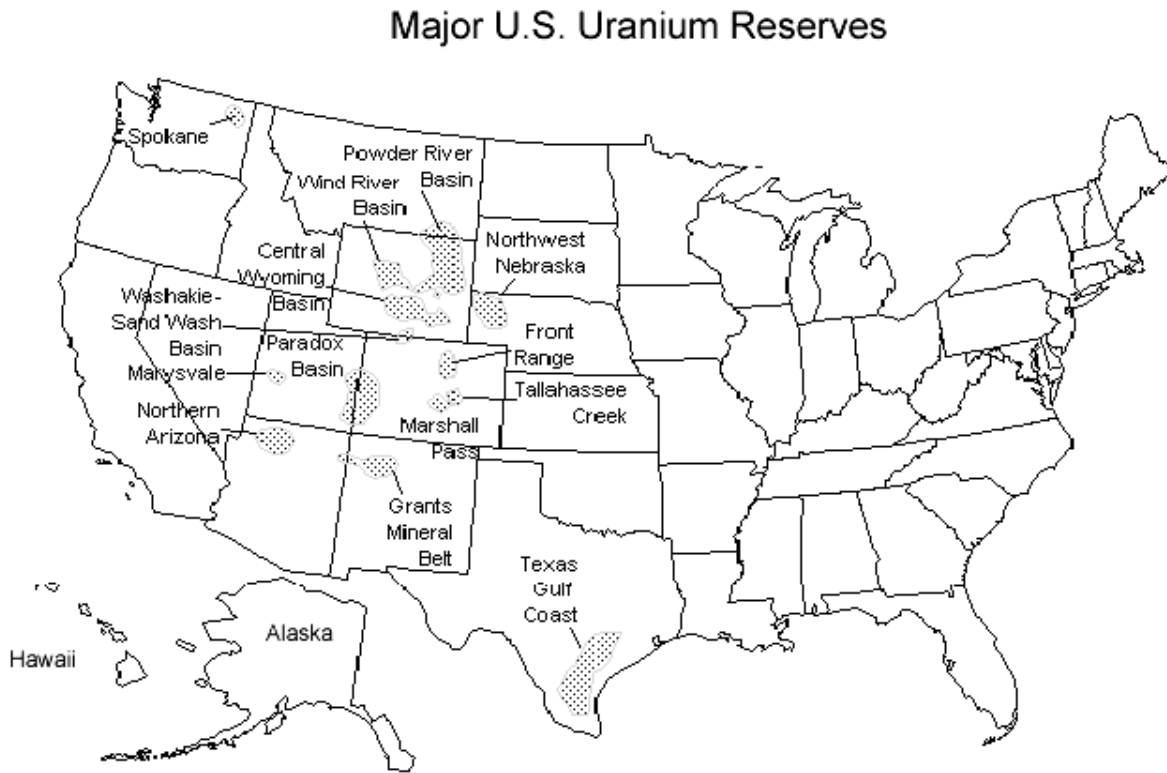 Major U.S. Uranium Reserves
Spokane
Powder River
Basin
Wind River
Basin
Central
Wyoming
Basin
Northwest
Nebraska
Washakie-
Sand Wash
Basin
Paradox
Basin
Front
Range
Marysvale
Tallahassee
Creek
Northern
Arizona
Marshall
Pass
Grants
Mineral
Belt
Texas
Gulf
Coast
Alaska
Hawaii